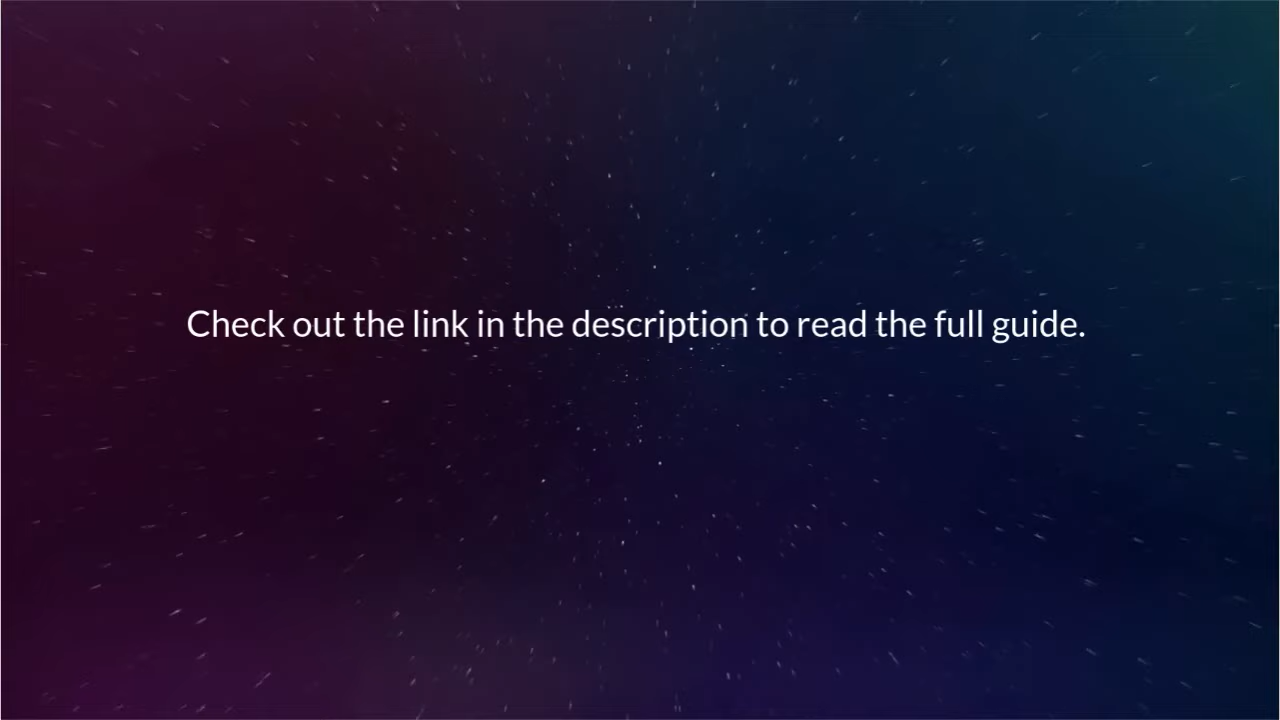 Check out the link in the description to read the full guide.